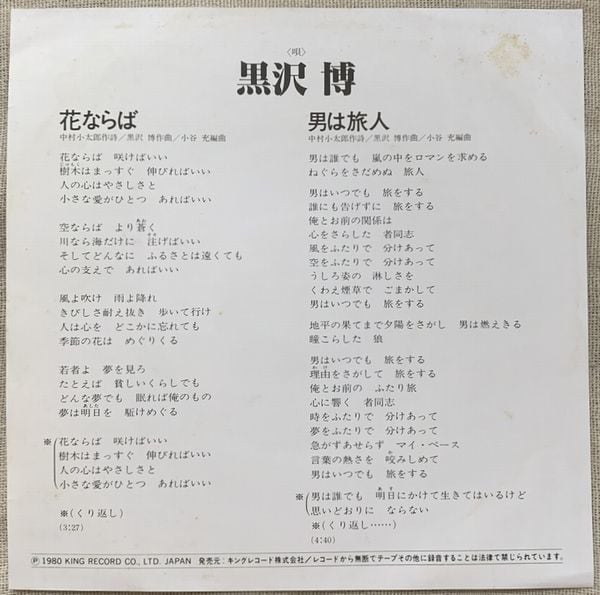 〈唄〉
黒沢 博
花ならば
中村小太郎作詩／黒沢 博作曲／小谷 充編曲
花ならば 咲けばいい
じゅもく
樹木はまっすぐ 伸びればいい
人の心はやさしさと
小さな愛がひとつ あればいい
空ならば より蒼く
あお
川なら海だけに 注げばいい
そそ
そしてどんなに ふるさとは遠くても
心の支えで あればいい
風よ吹け 雨よ降れ
きびしさ耐え抜き 歩いて行け
人は心を どこかに忘れても
季節の花は めぐりくる
若者よ 夢を見ろ
たとえば 貧しいくらしでも
どんな夢でも 眠れば俺のもの
あした
夢は明日を 駆けめぐる
※
花ならば 咲けばいい
樹木はまっすぐ 伸びればいい
人の心はやさしさと
小さな愛がひとつ あればいい
※(くり返し)
(3:27)
男は旅人
中村小太郎作詩／黒沢 博作曲／小谷 充編曲
男は誰でも 嵐の中をロマンを求める
ねぐらをさだめぬ 旅人
男はいつでも 旅をする
誰にも告げずに 旅をする
俺とお前の関係は
心をさらした 者同志
風をふたりで 分けあって
空をふたりで 分けあって
うしろ姿の 淋しさを
くわえ煙草で ごまかして
男はいつでも 旅をする
地平の果てまで夕陽をさがし 男は燃えきる
瞳こらした 狼
男はいつでも 旅をする
わけ
理由をさがして 旅をする
俺とお前の ふたり旅
心に響く 者同志
時をふたりで 分けあって
夢をふたりで 分けあって
急がずあせらず マイ・ペース
か
言葉の熱さを 咬みしめて
男はいつでも 旅をする
※
あす
男は誰でも 明日にかけて生きてはいるけど
思いどおりに ならない
※(くり返し……)
(4:40)
Ⓟ 1980 KING RECORD CO., LTD. JAPAN 発売元：キングレコード株式会社／レコードから無断でテープその他に録音することは法律で禁じられています。